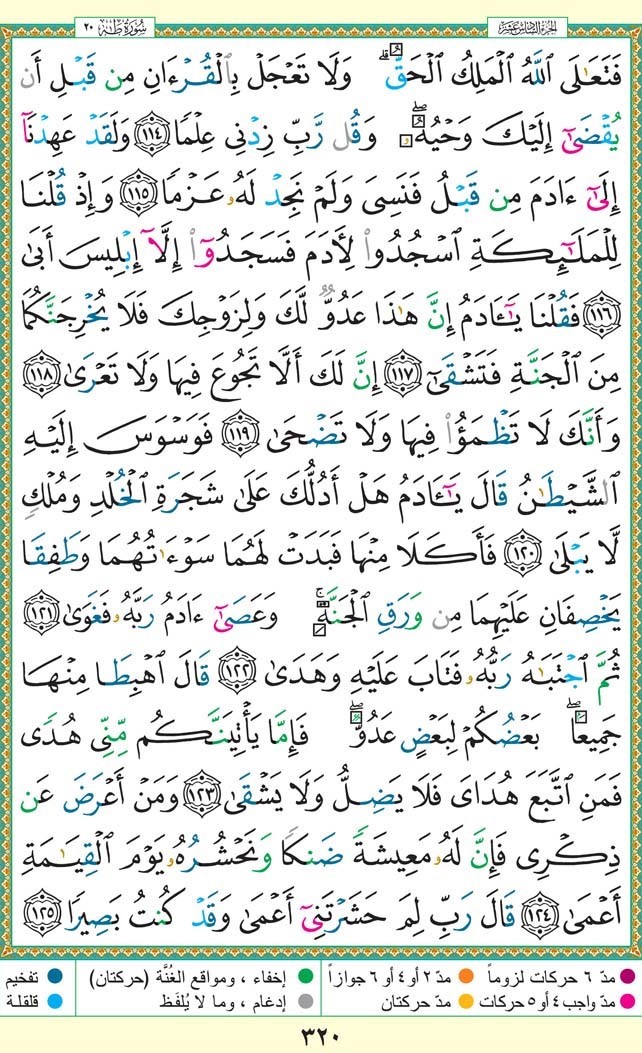 الجزء السادس عشر
سورة طه ٢٠
فَتَعَٰلَى ٱللَّهُ ٱلْمَلِكُ ٱلْحَقُّ ۗ وَلَا تَعْجَلْ بِٱلْقُرْءَانِ مِن قَبْلِ أَن
يُقْضَىٰٓ إِلَيْكَ وَحْيُهُۥ ۖ وَقُل رَّبِّ زِدْنِى عِلْمًا ١١٤ وَلَقَدْ عَهِدْنَآ
إِلَىٰٓ ءَادَمَ مِن قَبْلُ فَنَسِىَ وَلَمْ نَجِدْ لَهُۥ عَزْمًا ١١٥ وَإِذْ قُلْنَا
لِلْمَلَٰٓئِكَةِ ٱسْجُدُوا۟ لِأَدَمَ فَسَجَدُوٓا۟ إِلَّآ إِبْلِيسَ أَبَىٰ
١١٦ فَقُلْنَا يَٰٓـَٔادَمُ إِنَّ هَٰذَا عَدُوٌّ لَّكَ وَلِزَوْجِكَ فَلَا يُخْرِجَنَّكُمَا
مِنَ ٱلْجَنَّةِ فَتَشْقَىٰٓ ١١٧ إِنَّ لَكَ أَلَّا تَجُوعَ فِيهَا وَلَا تَعْرَىٰ ١١٨
وَأَنَّكَ لَا تَظْمَؤُا۟ فِيهَا وَلَا تَضْحَىٰ ١١٩ فَوَسْوَسَ إِلَيْهِ
ٱلشَّيْطَٰنُ قَالَ يَٰٓـَٔادَمُ هَلْ أَدُلُّكَ عَلَىٰ شَجَرَةِ ٱلْخُلْدِ وَمُلْكٍ
لَّا يَبْلَىٰ ١٢٠ فَأَكَلَا مِنْهَا فَبَدَتْ لَهُمَا سَوْءَٰتُهُمَا وَطَفِقَا
يَخْصِفَانِ عَلَيْهِمَا مِن وَرَقِ ٱلْجَنَّةِ ۚ وَعَصَىٰٓ ءَادَمُ رَبَّهُۥ فَغَوَىٰ ١٢١
ثُمَّ ٱجْتَبَٰهُ رَبُّهُۥ فَتَابَ عَلَيْهِ وَهَدَىٰ ١٢٢ قَالَ ٱهْبِطَا مِنْهَا
جَمِيعًۢا ۖ بَعْضُكُمْ لِبَعْضٍ عَدُوٌّ ۖ فَإِمَّا يَأْتِيَنَّكُم مِّنِّى هُدًى
فَمَنِ ٱتَّبَعَ هُدَاىَ فَلَا يَضِلُّ وَلَا يَشْقَىٰ ١٢٣ وَمَنْ أَعْرَضَ عَن
ذِكْرِى فَإِنَّ لَهُۥ مَعِيشَةً ضَنكًا وَنَحْشُرُهُۥ يَوْمَ ٱلْقِيَٰمَةِ
أَعْمَىٰ ١٢٤ قَالَ رَبِّ لِمَ حَشَرْتَنِىٓ أَعْمَىٰ وَقَدْ كُنتُ بَصِيرًا ١٢٥
مدّ ٦ حركات لزوماً مدّ ٢ أو ٤ أو ٦ جوازاً إخفاء ، ومواقع الغُنَّة (حركتان) تفخيم
مدّ واجب ٤ أو ٥ حركات مدّ حركتان إدغام ، وما لا يُلفَظ قلقلة
٣٢٠